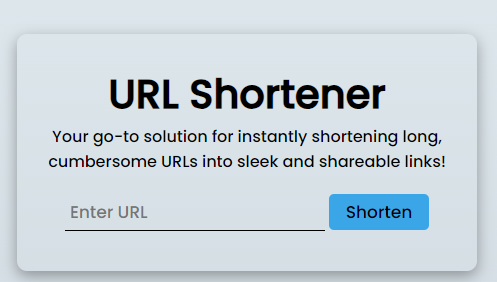 URL Shortener
Your go-to solution for instantly shortening long,
cumbersome URLs into sleek and shareable links!
Enter URL
Shorten